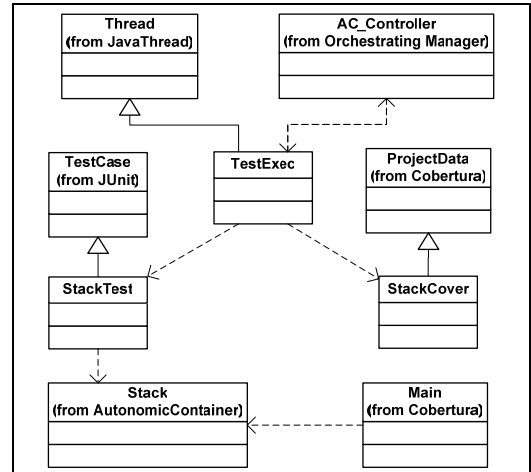 Thread
(from JavaThread)
AC_Controller
(from Orchestrating Manager)
TestCase
(from JUnit)
TestExec
ProjectData
(from Cobertura)
StackTest
StackCover
Stack
(from AutonomicContainer)
Main
(from Cobertura)